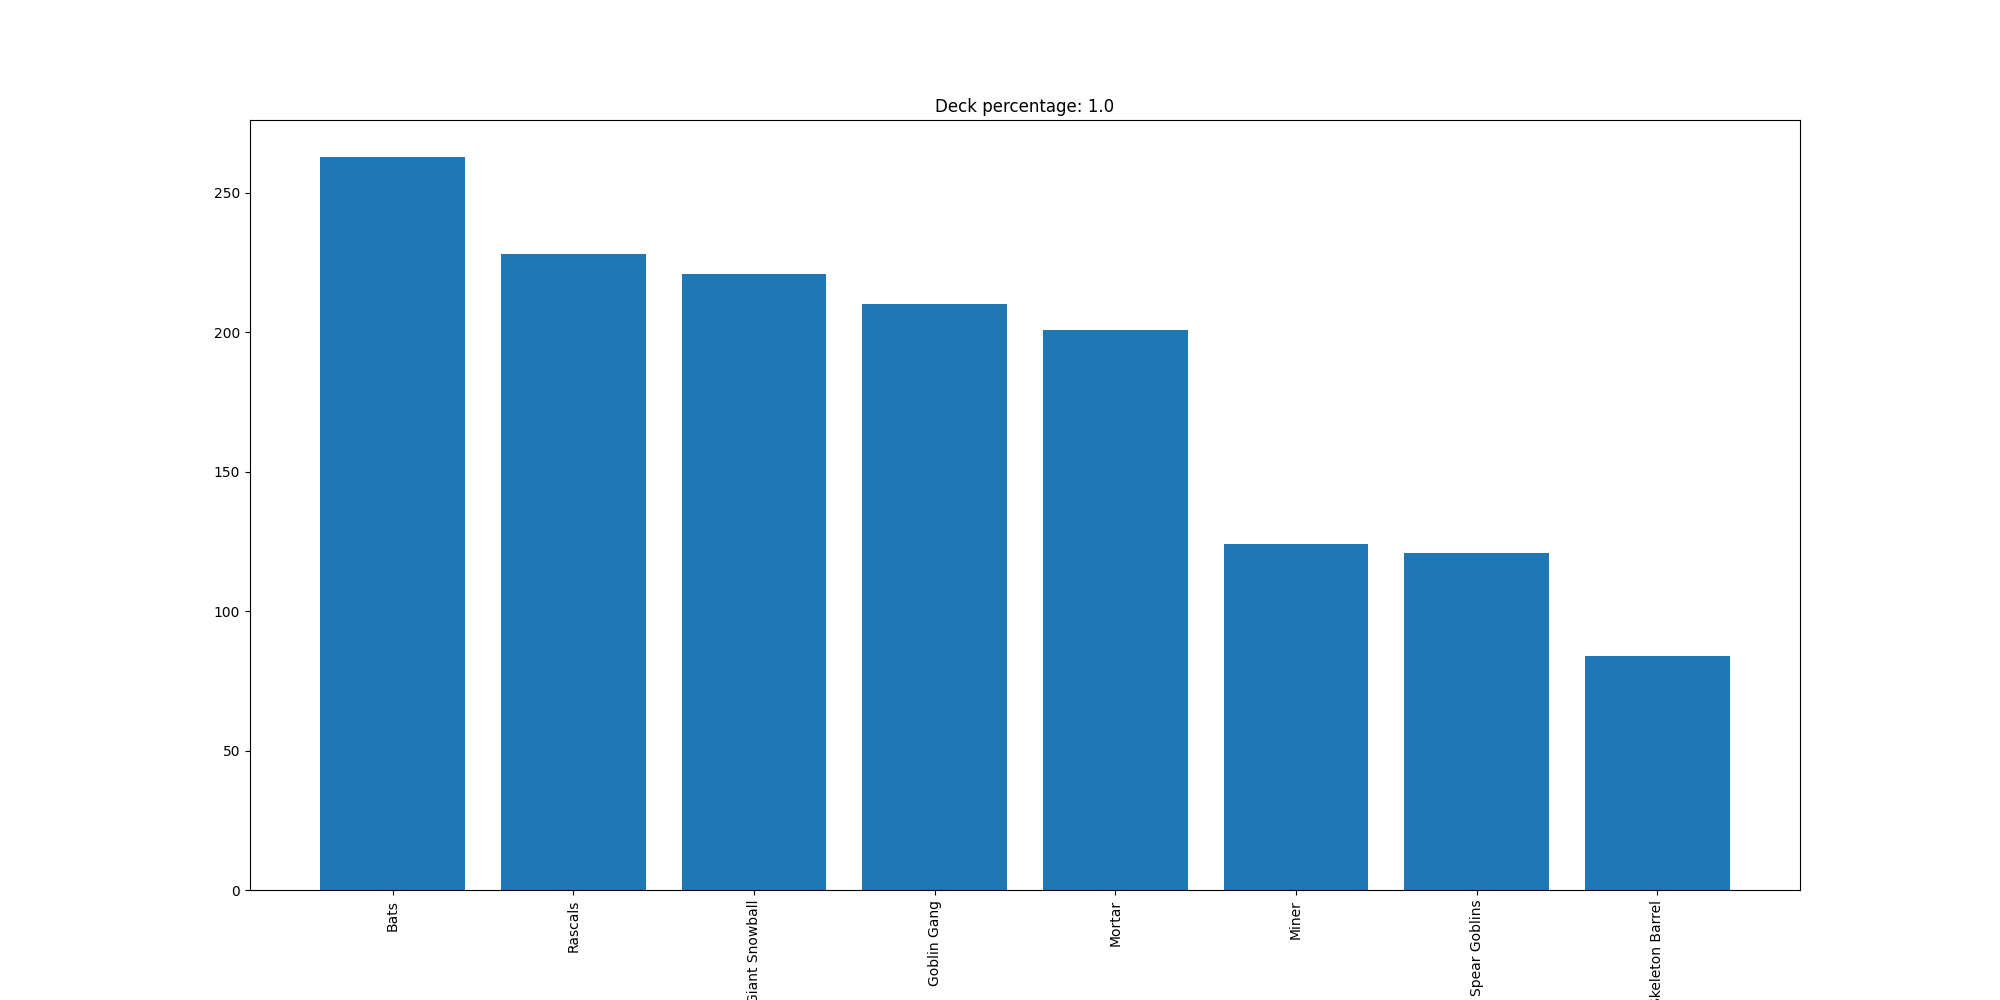 Deck percentage: 1.0
250
200
150
100
50
0
Bats
Rascals
Giant Snowball
Goblin Gang
Mortar
Miner
Spear Goblins
Skeleton Barrel